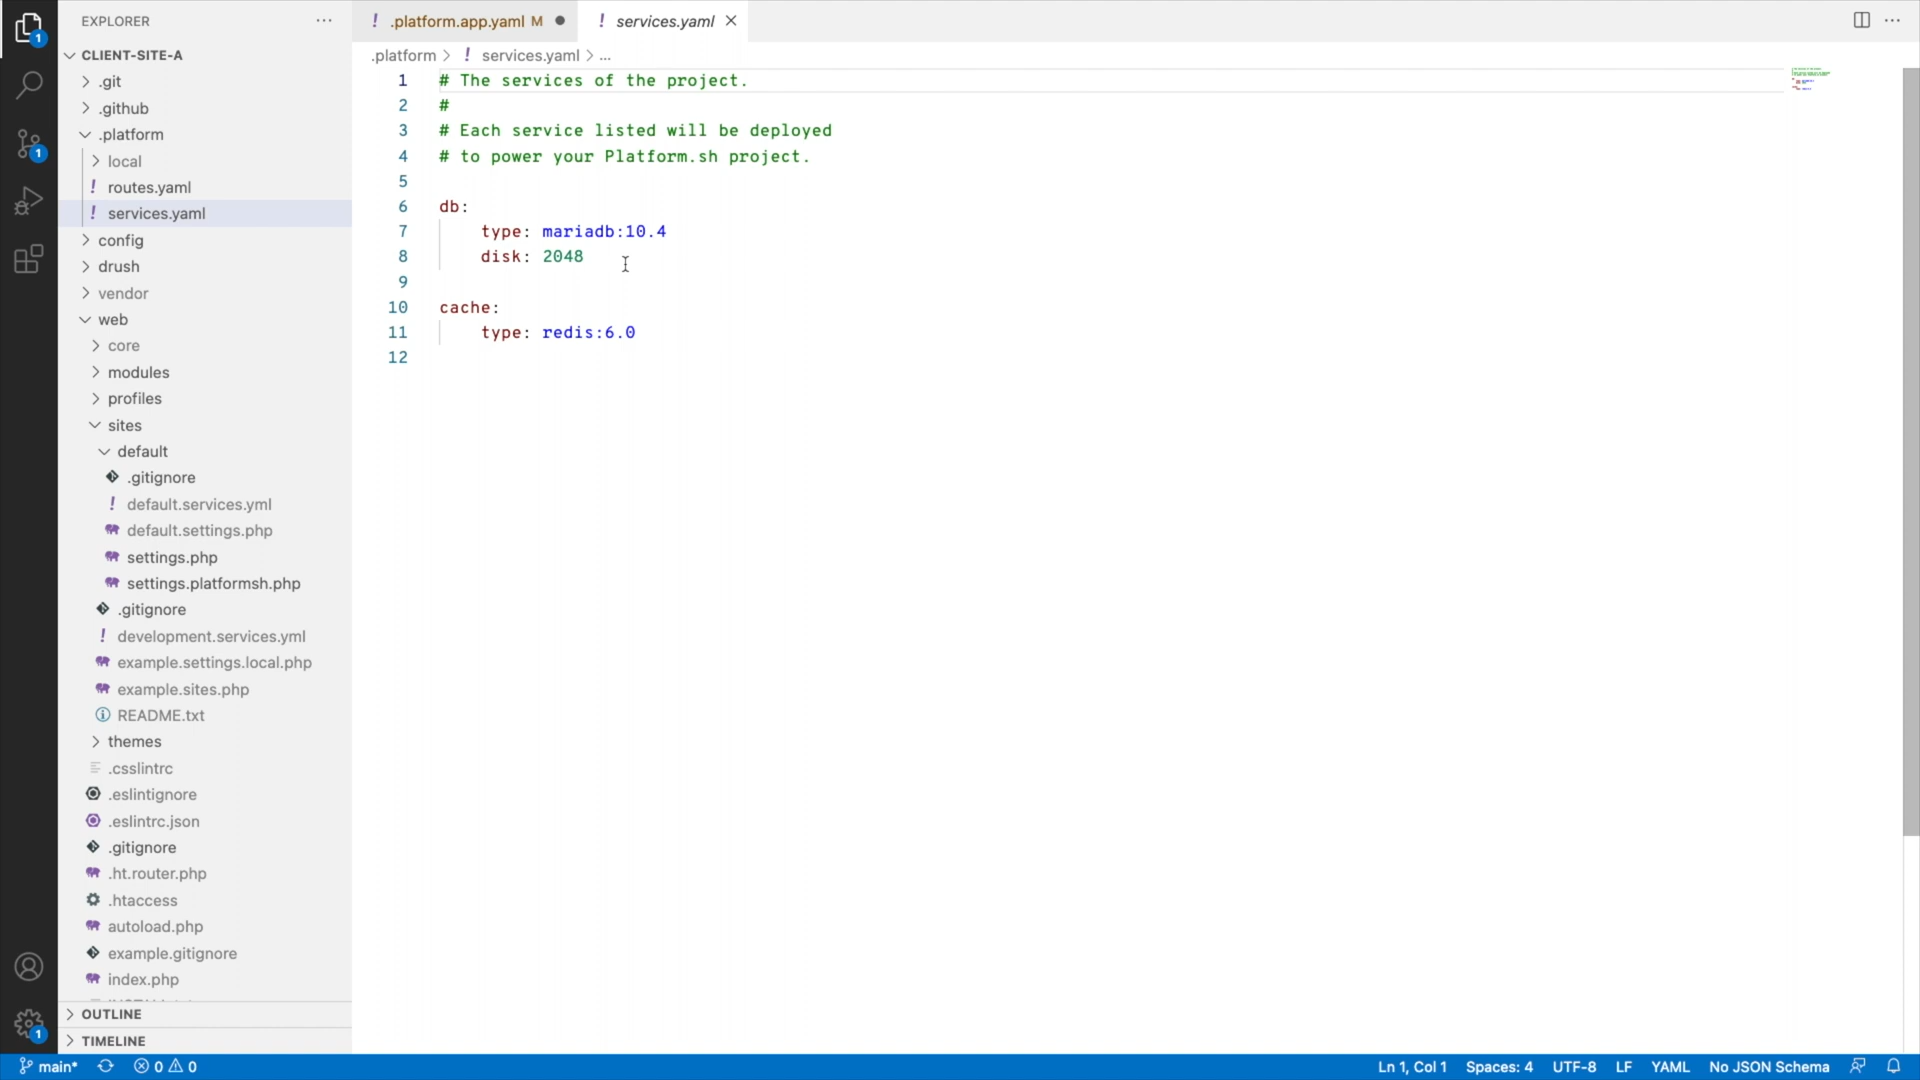 EXPLORER
CLIENT-SITE-A
.git
.github
.platform
local
routes.yaml
services.yaml
config
drush
vendor
web
core
modules
profiles
sites
default
.gitignore
default.services.yml
default.settings.php
settings.php
settings.platformsh.php
.gitignore
development.services.yml
example.settings.local.php
example.sites.php
README.txt
themes
.csslintrc
.eslintignore
.eslintrc.json
.gitignore
.ht.router.php
.htaccess
autoload.php
example.gitignore
index.php
OUTLINE
TIMELINE
.platform.app.yaml M
services.yaml
.platform > services.yaml > ...
1 # The services of the project.
2 #
3 # Each service listed will be deployed
4 # to power your Platform.sh project.
5
6 db:
7 type: mariadb:10.4
8 disk: 2048
9
10 cache:
11 type: redis:6.0
12
1
1
1
main* 0 0 Ln 1, Col 1 Spaces: 4 UTF-8 LF YAML No JSON Schema